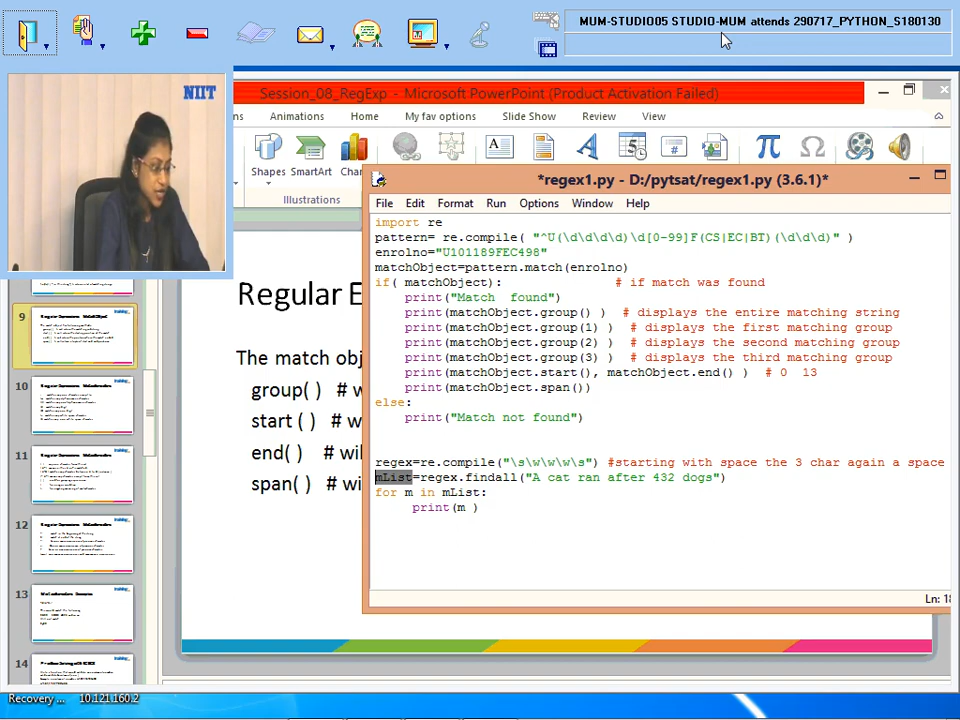 MUM-STUDIO05 STUDIO-MUM attends 290717_PYTHON_S180130
NIIT
Session_08_RegExp - Microsoft PowerPoint (Product Activation Failed)
ns Animations Home My fav options Slide Show Review View
Shapes SmartArt Char
Illustrations
*regex1.py - D:/pytsat/regex1.py (3.6.1)*
File Edit Format Run Options Window Help
import re
pattern= re.compile( "^U(\d\d\d\d)\d[0-99]F(CS|EC|BT)(\d\d\d)" )
enrolno="U101189FEC498"
matchObject=pattern.match(enrolno)
if( matchObject): # if match was found
print("Match found")
print(matchObject.group() ) # displays the entire matching string
print(matchObject.group(1) ) # displays the first matching group
print(matchObject.group(2) ) # displays the second matching group
print(matchObject.group(3) ) # displays the third matching group
print(matchObject.start(), matchObject.end() ) # 0 13
print(matchObject.span())
else:
print("Match not found")
regex=re.compile("\s\w\w\w\s") #starting with space the 3 char again a space
mList=regex.findall("A cat ran after 432 dogs")
for m in mList:
print(m )
Ln: 18
Regular E
The match obj
group( ) # w
start ( ) # w
end( ) # wil
span( ) # wi
9
10
11
12
13
14
Recovery ... 10.121.160.2